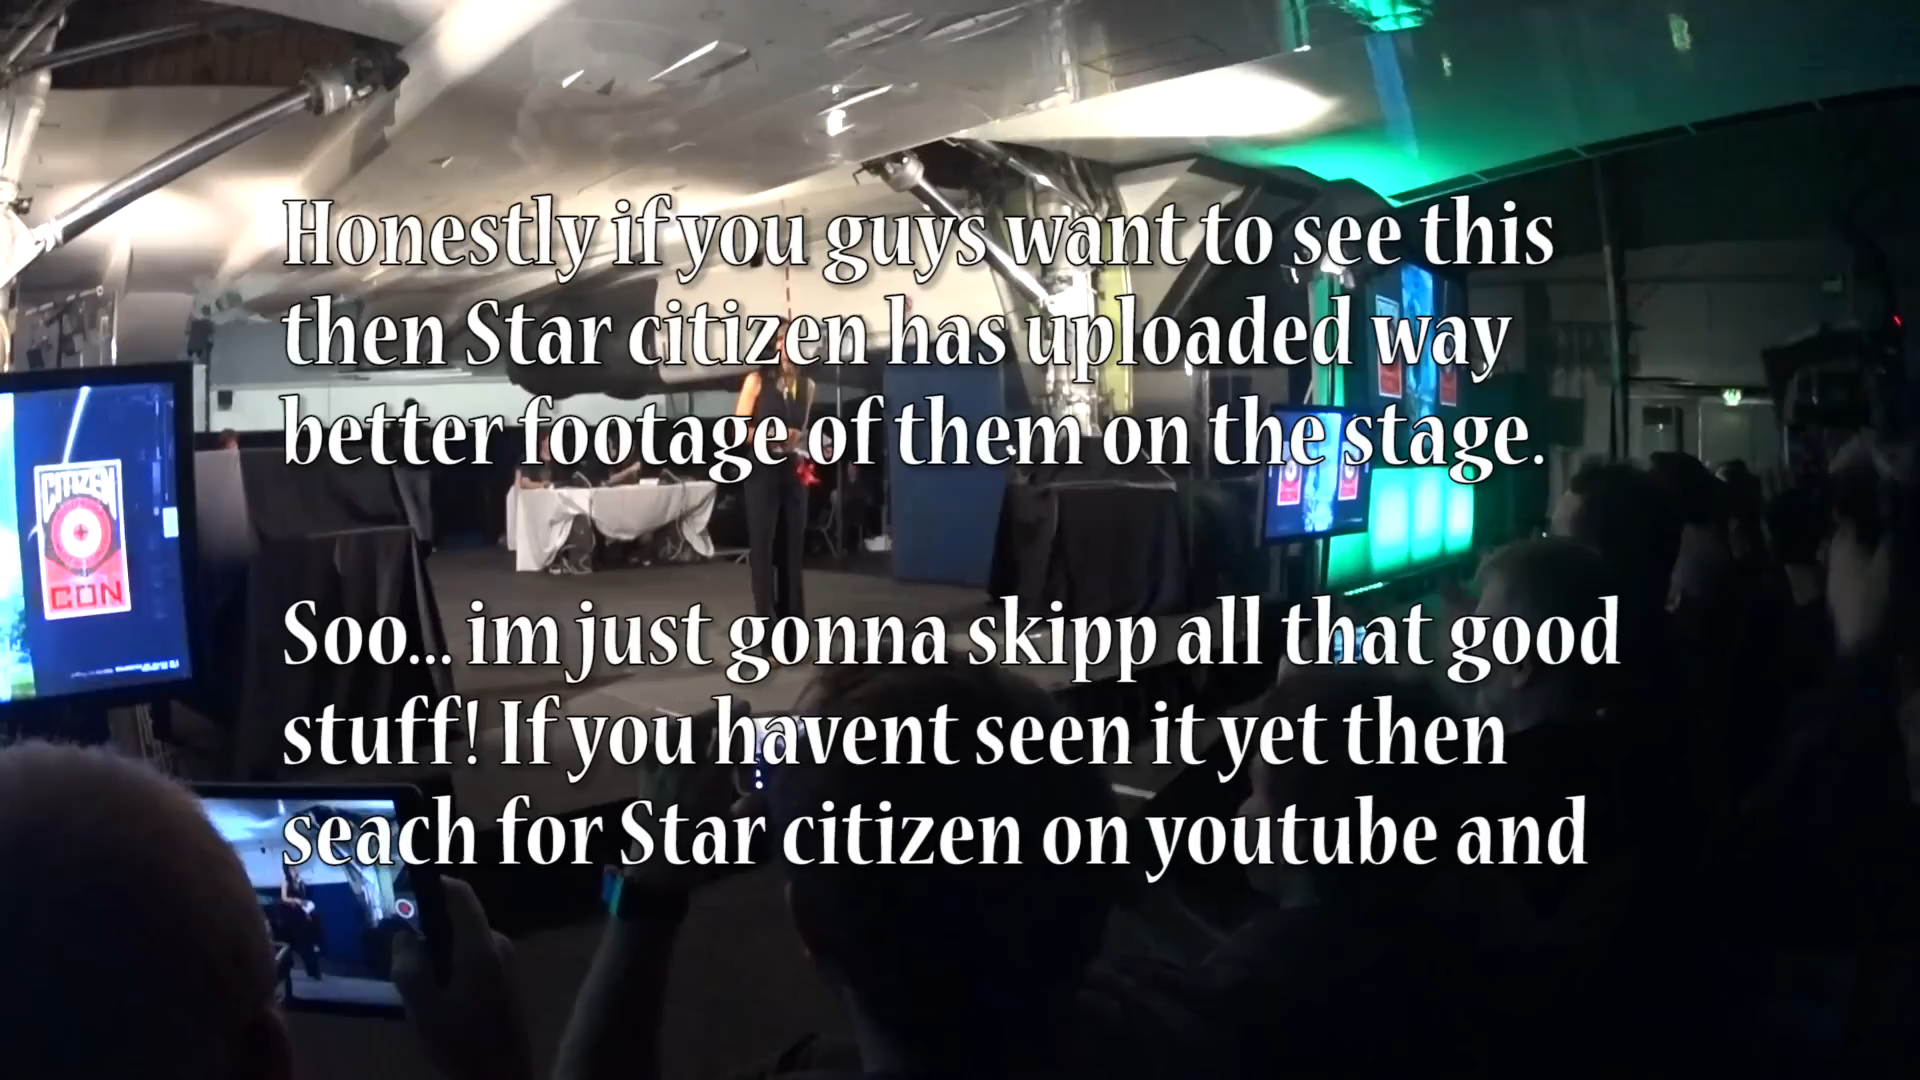 Honestly if you guys want to see this
then Star citizen has uploaded way
better footage of them on the stage.
Soo... im just gonna skipp all that good
stuff! If you havent seen it yet then
seach for Star citizen on youtube and
CITIZEN
CON